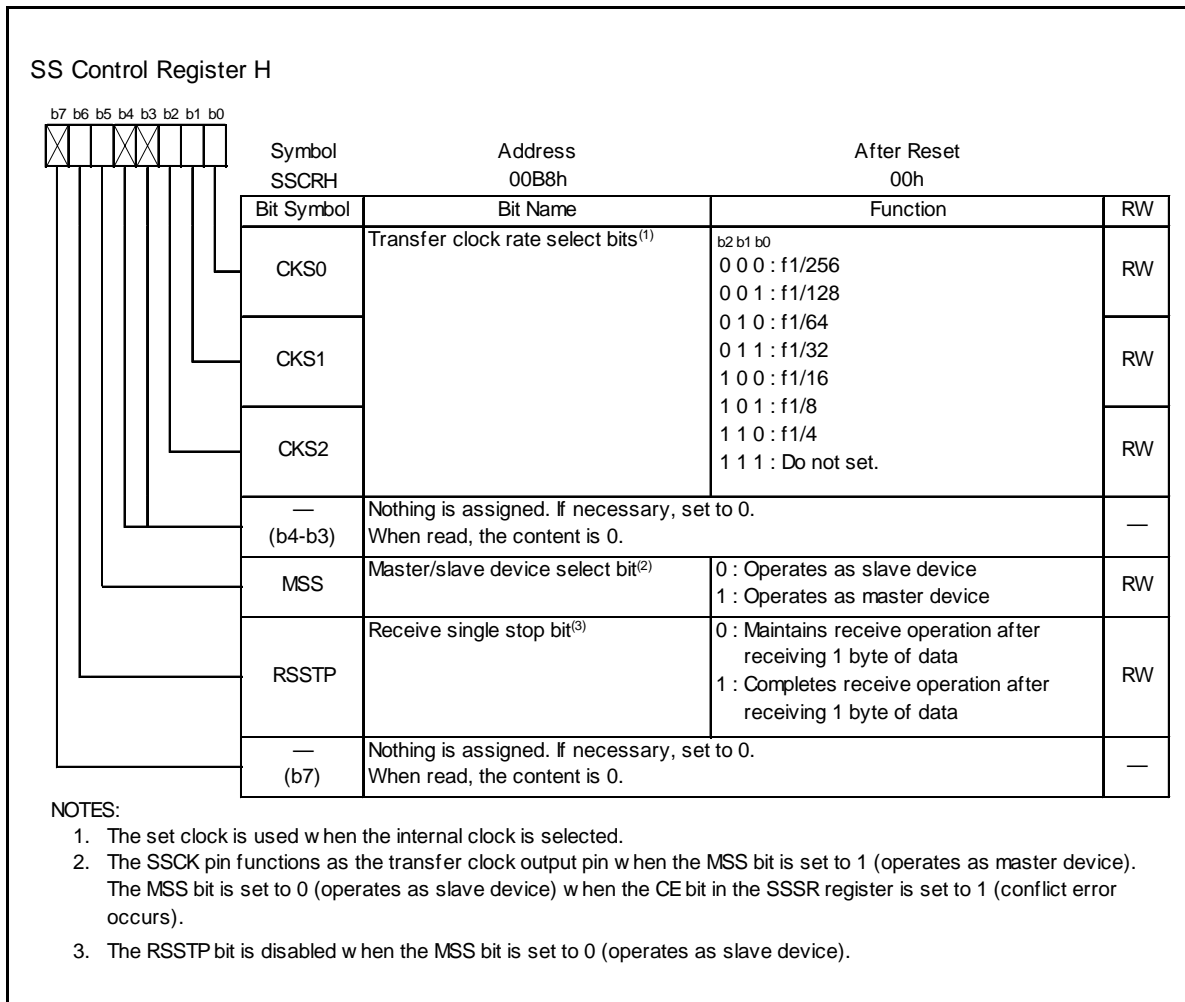 SS Control Register H
b7 b6 b5 b4 b3 b2 b1 b0
Symbol Address After Reset
SSCRH 00B8h 00h
Bit Symbol Bit Name Function RW
CKS0 Transfer clock rate select bits(1) b2 b1 b0 RW
0 0 0 : f1/256
0 0 1 : f1/128
0 1 0 : f1/64
CKS1 0 1 1 : f1/32 RW
1 0 0 : f1/16
1 0 1 : f1/8
1 1 0 : f1/4
CKS2 1 1 1 : Do not set. RW
— Nothing is assigned. If necessary, set to 0. —
(b4-b3) When read, the content is 0.
MSS Master/slave device select bit(2) 0 : Operates as slave device RW
1 : Operates as master device
RSSTP Receive single stop bit(3) 0 : Maintains receive operation after RW
receiving 1 byte of data
1 : Completes receive operation after
receiving 1 byte of data
— Nothing is assigned. If necessary, set to 0. —
(b7) When read, the content is 0.
NOTES:
1. The set clock is used when the internal clock is selected.
2. The SSCK pin functions as the transfer clock output pin when the MSS bit is set to 1 (operates as master device).
The MSS bit is set to 0 (operates as slave device) when the CE bit in the SSSR register is set to 1 (conflict error
occurs).
3. The RSSTP bit is disabled when the MSS bit is set to 0 (operates as slave device).